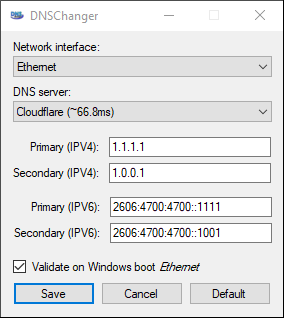 DNSChanger
Network interface:
Ethernet
DNS server:
Cloudflare (~66.8ms)
Primary (IPV4): 1.1.1.1
Secondary (IPV4): 1.0.0.1
Primary (IPV6): 2606:4700:4700::1111
Secondary (IPV6): 2606:4700:4700::1001
Validate on Windows boot Ethernet
Save Cancel Default